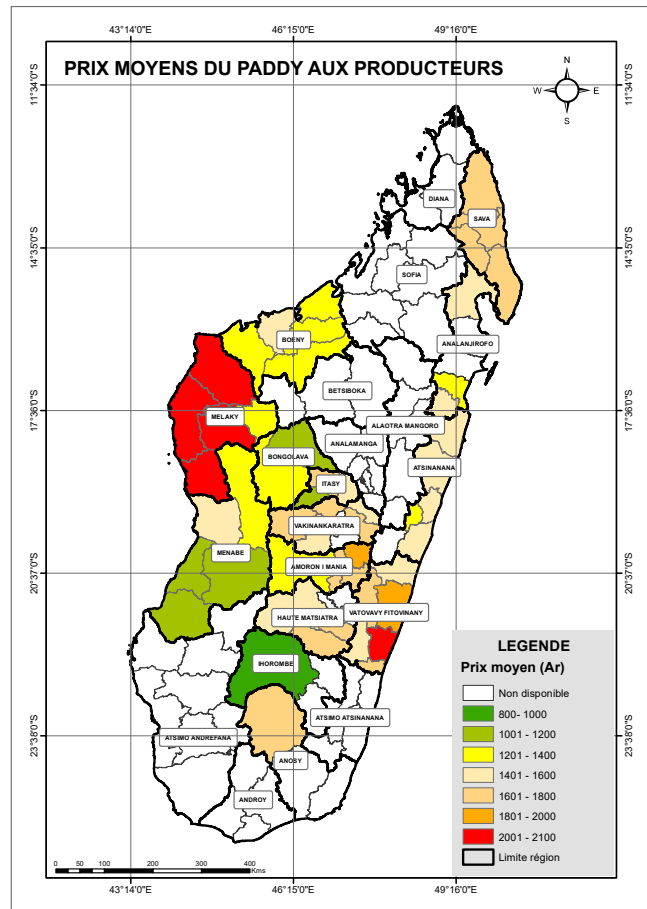 43°14'0"E 46°15'0"E 49°16'0"E
PRIX MOYENS DU PADDY AUX PRODUCTEURS
N
W E
S
11°34'0"S 11°34'0"S
DIANA
SAVA
14°35'0"S 14°35'0"S
SOFIA
BOENY
ANALANJIROFO
BETSIBOKA
17°36'0"S 17°36'0"S
MELAKY
ALAOTRA MANGORO
ANALAMANGA
BONGOLAVA
ATSINANANA
ITASY
VAKINANKARATRA
MENABE
AMORON I MANIA
20°37'0"S 20°37'0"S
HAUTE MATSIATRA
VATOVAVY FITOVINANY
IHOROMBE
ATSIMO ATSINANANA
ATSIMO ANDREFANA
23°38'0"S 23°38'0"S
ANOSY
ANDROY
LEGENDE
Prix moyen (Ar)
Non disponible
800- 1000
1001 - 1200
1201 - 1400
1401 - 1600
1601 - 1800
1801 - 2000
2001 - 2100
Limite région
0 50 100 200 300 400
Kms
43°14'0"E 46°15'0"E 49°16'0"E